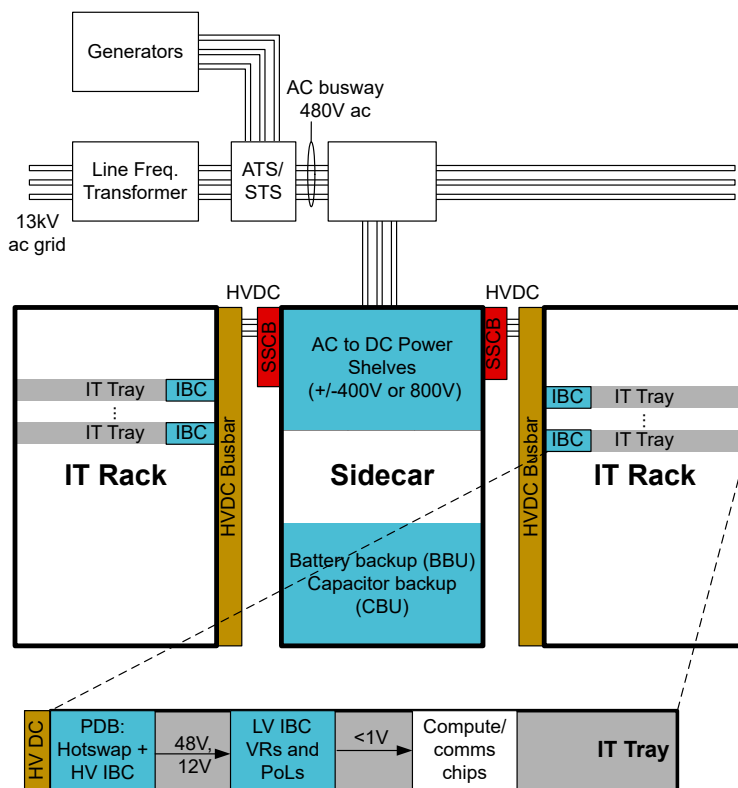 Generators
AC busway
480V ac
Line Freq.
Transformer
ATS/
STS
13kV
ac grid
HVDC
HVDC
SSCB
SSCB
AC to DC Power
Shelves
(+/-400V or 800V)
IT Tray
IBC
⋮
IT Tray
IBC
IT Rack
HVDC Busbar
Sidecar
Battery backup (BBU)
Capacitor backup
(CBU)
HVDC Busbar
IBC
IT Tray
⋮
IBC
IT Tray
IT Rack
HV DC
PDB:
Hotswap +
HV IBC
48V,
12V
LV IBC
VRs and
PoLs
<1V
Compute/
comms
chips
IT Tray